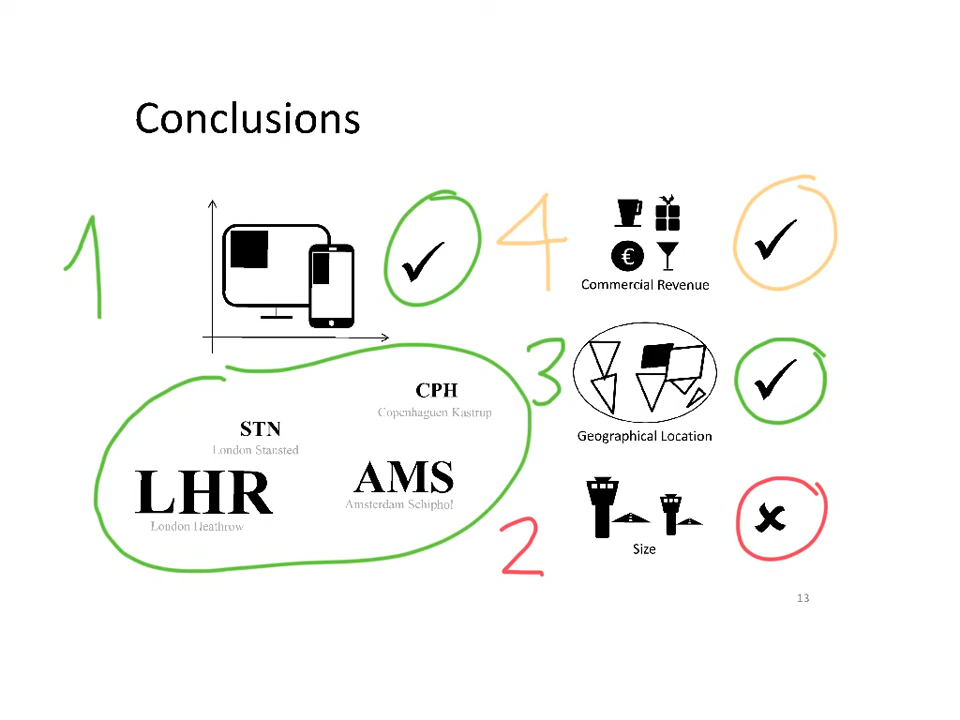 Conclusions
1
4
€
Commercial Revenue
CPH
Copenhaguen Kastrup
STN
London Stansted
3
Geographical Location
LHR
London Heathrow
AMS
Amsterdam Schiphol
2
Size
13